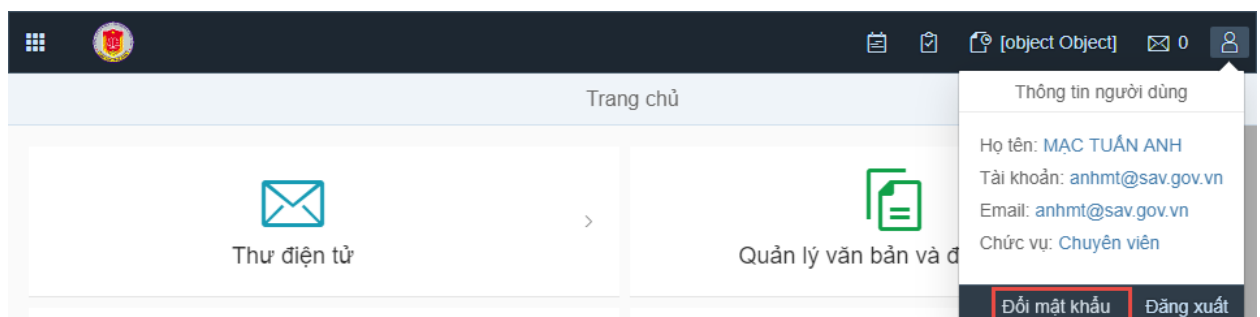 [object Object] 0
Trang chủ
Thông tin người dùng
Họ tên: MẠC TUẤN ANH
Tài khoản: anhmt@sav.gov.vn
Email: anhmt@sav.gov.vn
Chức vụ: Chuyên viên
Đổi mật khẩu Đăng xuất
Thư điện tử
Quản lý văn bản và đ